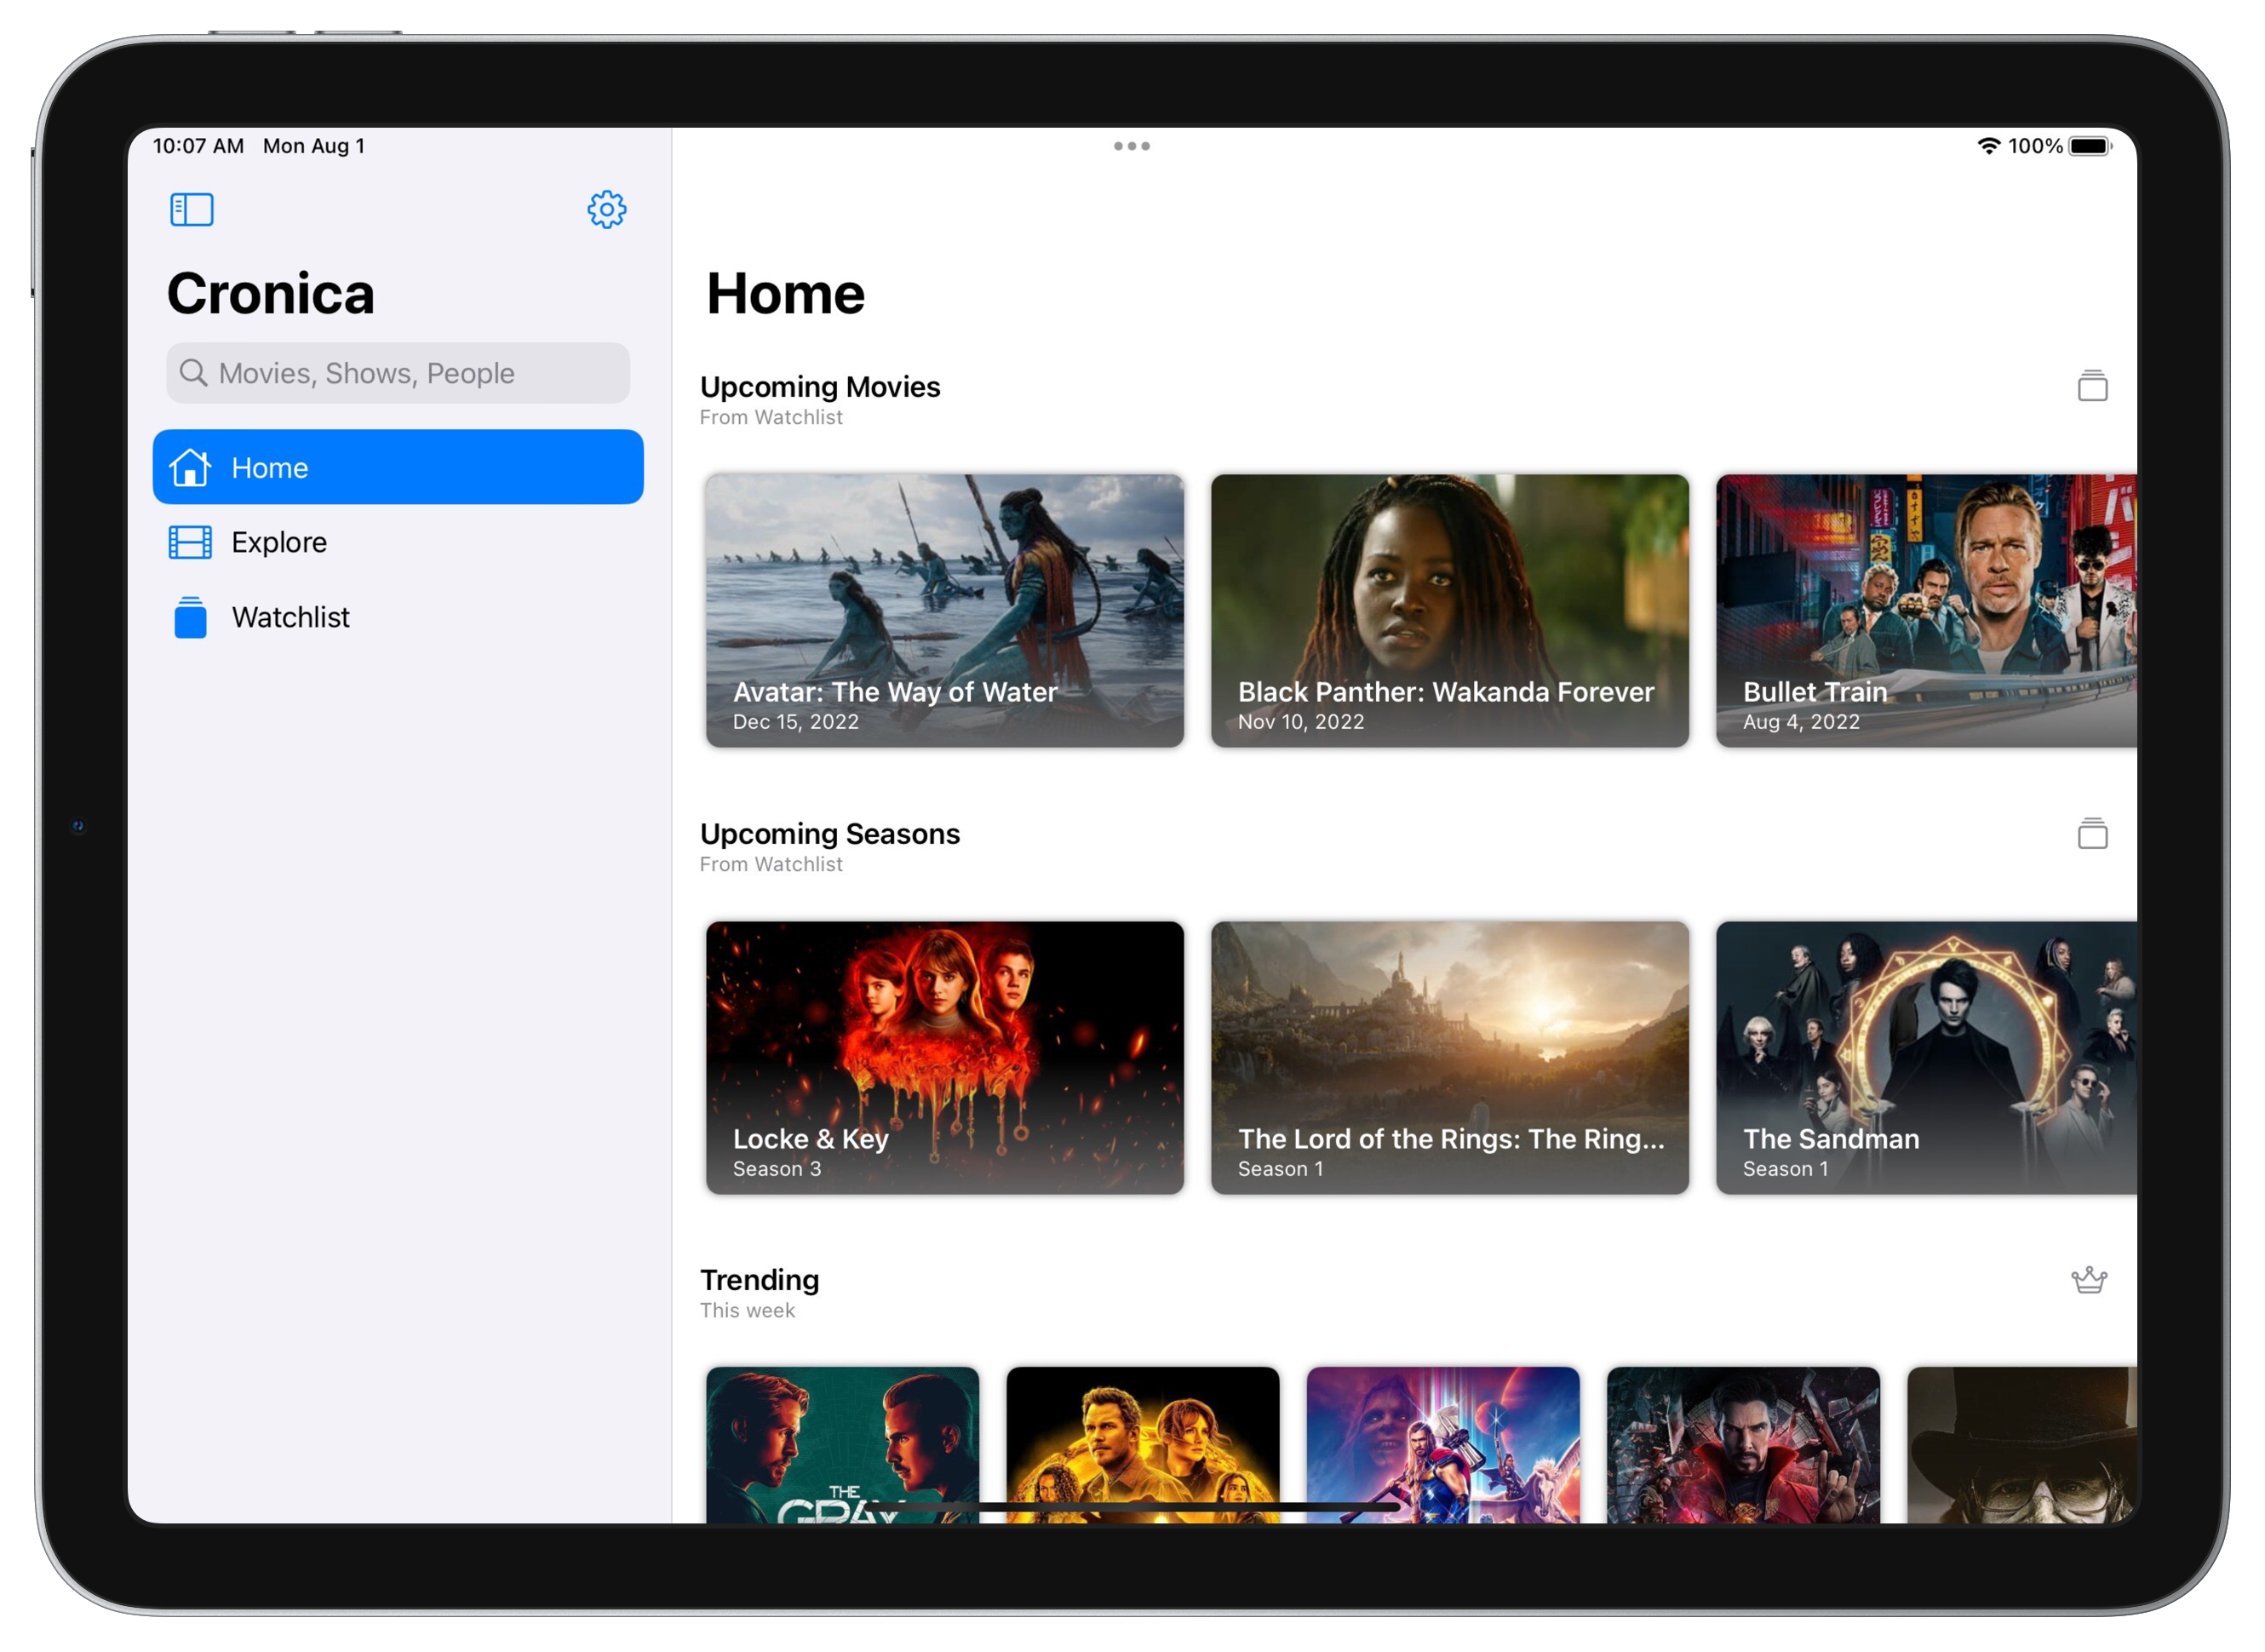 10:07 AM Mon Aug 1
100%
Cronica
Movies, Shows, People
Home
Explore
Watchlist
Home
Upcoming Movies
From Watchlist
Avatar: The Way of Water
Dec 15, 2022
Black Panther: Wakanda Forever
Nov 10, 2022
Bullet Train
Aug 4, 2022
Upcoming Seasons
From Watchlist
Locke & Key
Season 3
The Lord of the Rings: The Ring...
Season 1
The Sandman
Season 1
Trending
This week
THE
GRAY